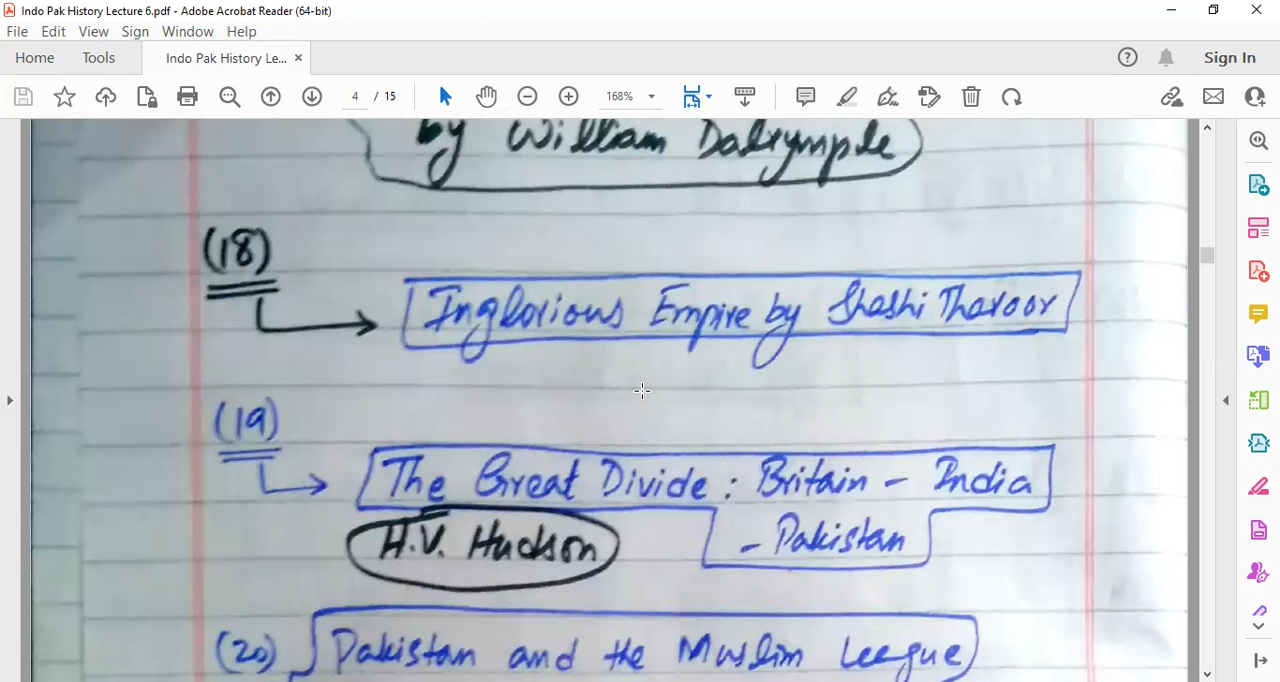 Indo Pak History Lecture 6.pdf - Adobe Acrobat Reader (64-bit)
File Edit View Sign Window Help
Home Tools Indo Pak History Le... × Sign In
4 / 15 168%
by William Dalrymple
(18)
Inglorious Empire by Shashi Tharoor
(19)
The Great Divide : Britain - India
H.V. Hudson - Pakistan
(20) Pakistan and the Muslim League